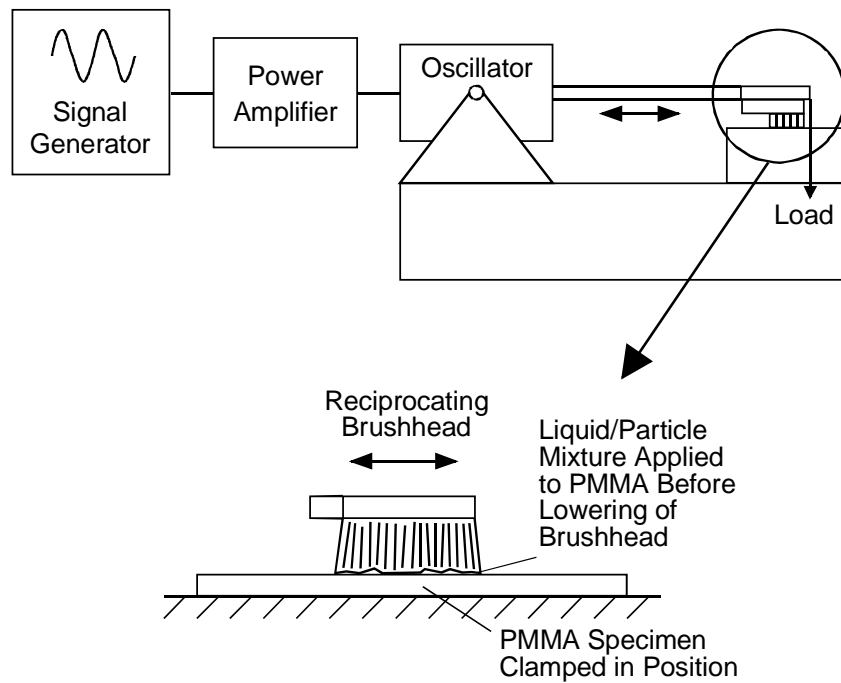 Signal
Generator
Power
Amplifier
Oscillator
Load
Reciprocating
Brushhead
Liquid/Particle
Mixture Applied
to PMMA Before
Lowering of
Brushhead
PMMA Specimen
Clamped in Position